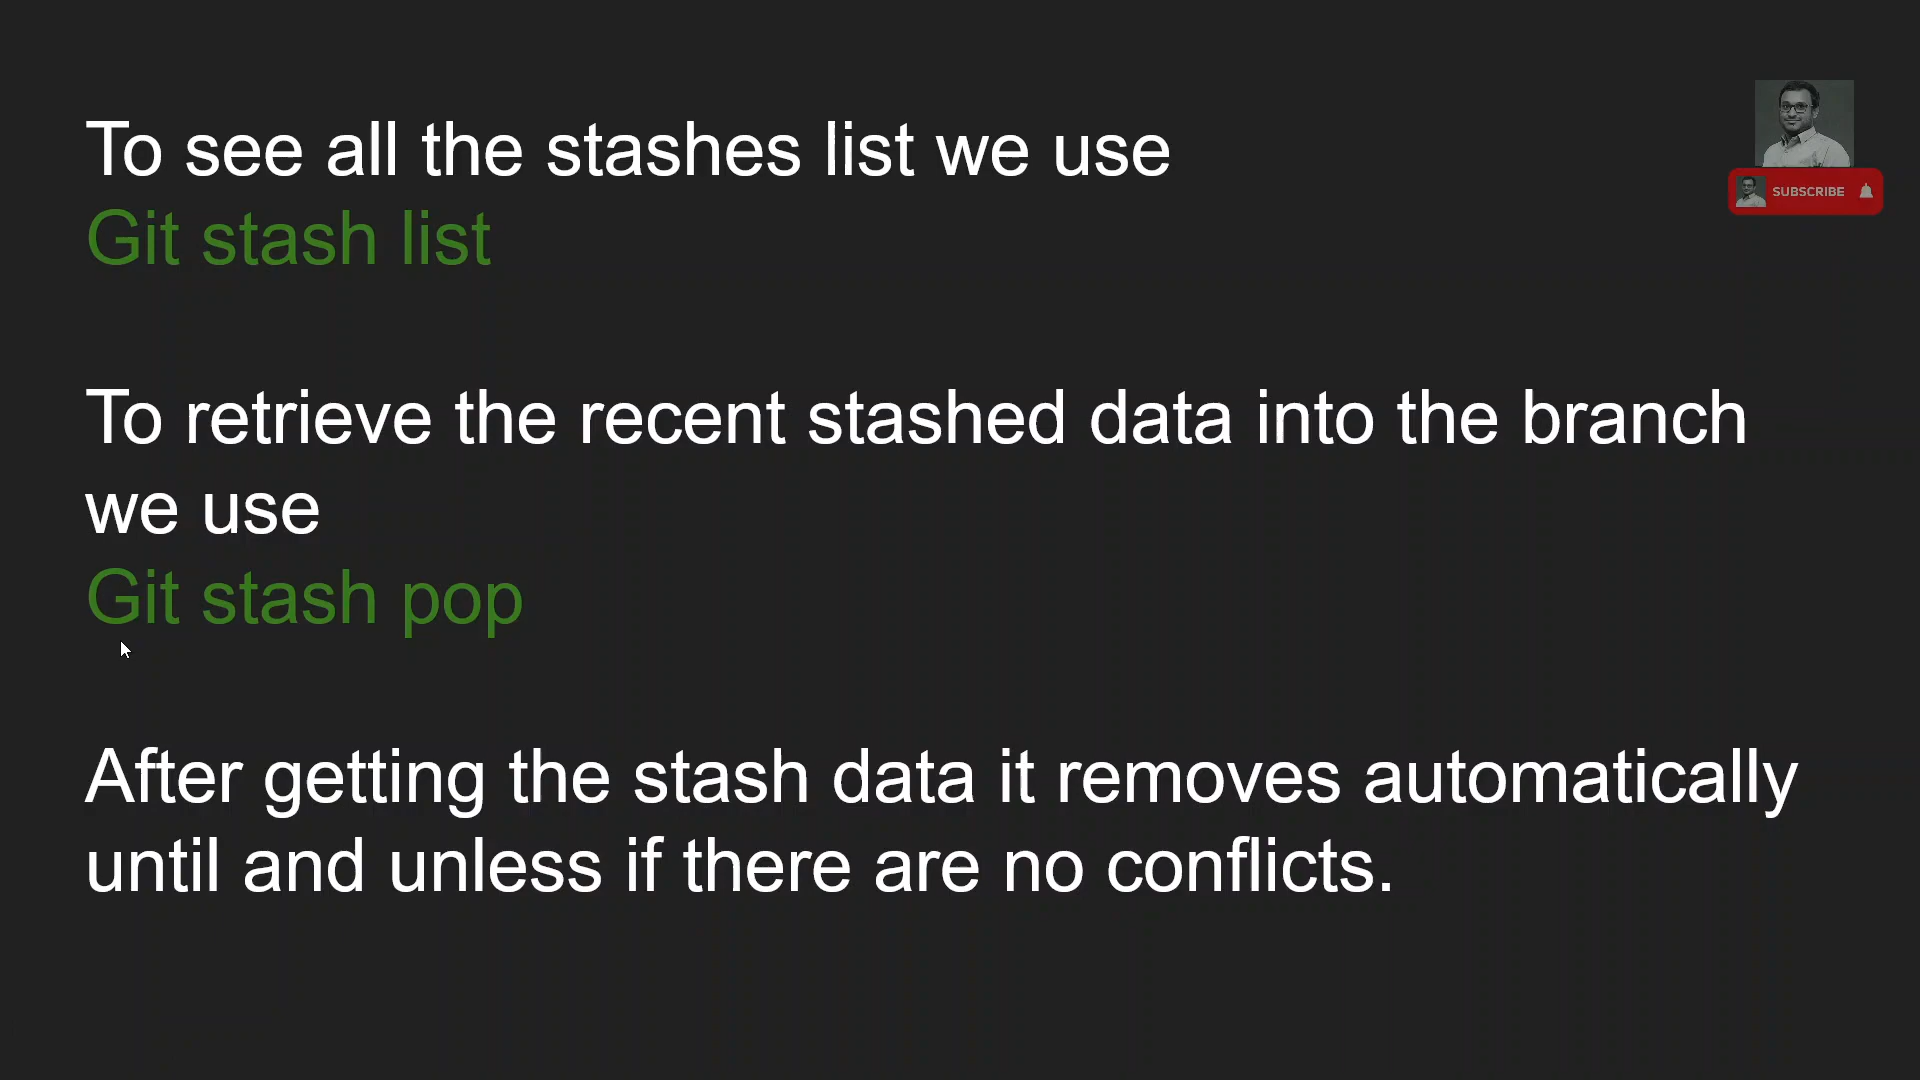 To see all the stashes list we use
Git stash list
To retrieve the recent stashed data into the branch
we use
Git stash pop
After getting the stash data it removes automatically
until and unless if there are no conflicts.
SUBSCRIBE